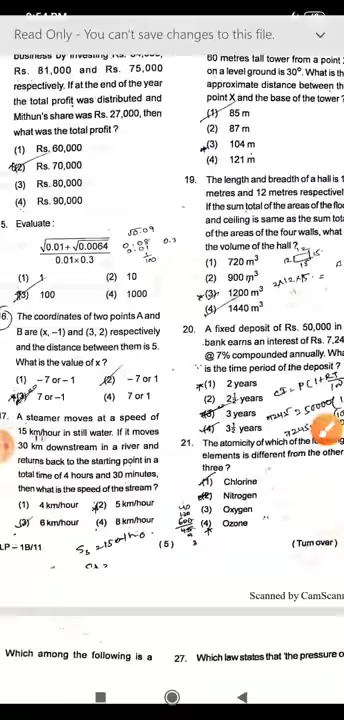 Read Only - You can't save changes to this file.
Rs. 81,000 and Rs. 75,000
respectively. If at the end of the year
the total profit was distributed and
Mithun's share was Rs. 27,000, then
what was the total profit ?
(1) Rs. 60,000
(2) Rs. 70,000
(3) Rs. 80,000
(4) Rs. 90,000
5. Evaluate :
√0.01 + √0.0064
0.01 × 0.3
√0.09
0.3
(1) 1 (2) 10
(3) 100 (4) 1000
6. The coordinates of two points A and
B are (x, –1) and (3, 2) respectively
and the distance between them is 5.
What is the value of x ?
(1) – 7 or – 1 (2) – 7 or 1
(3) 7 or –1 (4) 7 or 1
17. A steamer moves at a speed of
15 km/hour in still water. If it moves
30 km downstream in a river and
returns back to the starting point in a
total time of 4 hours and 30 minutes,
then what is the speed of the stream ?
(1) 4 km/hour (2) 5 km/hour
(3) 6 km/hour (4) 8 km/hour
LP – 1B/11
(5)
60 metres tall tower from a point
on a level ground is 30°. What is th
approximate distance between th
point X and the base of the tower ?
(1) 85 m
(2) 87 m
(3) 104 m
(4) 121 m
19. The length and breadth of a hall is 1
metres and 12 metres respectivel
If the sum total of the areas of the floo
and ceiling is same as the sum tot
of the areas of the four walls, what
the volume of the hall ?
(1) 720 m³
(2) 900 m³
(3) 1200 m³
(4) 1440 m³
20. A fixed deposit of Rs. 50,000 in
bank earns an interest of Rs. 7,24
@ 7% compounded annually. Wha
is the time period of the deposit ?
(1) 2 years
(2) 2½ years
(3) 3 years
(4) 3½ years
21. The atomicity of which of the
elements is different from the other
three ?
(1) Chlorine
(2) Nitrogen
(3) Oxygen
(4) Ozone
(Turn over)
Scanned by CamScann
Which among the following is a
27. Which law states that 'the pressure o